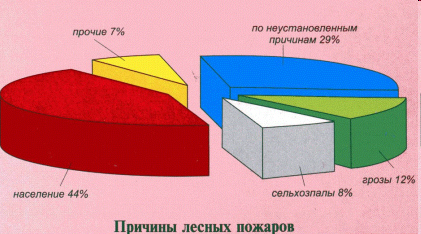 прочие 7%
по неустановленным
причинам 29%
население 44%
сельхозпалы 8%
грозы 12%
Причины лесных пожаров